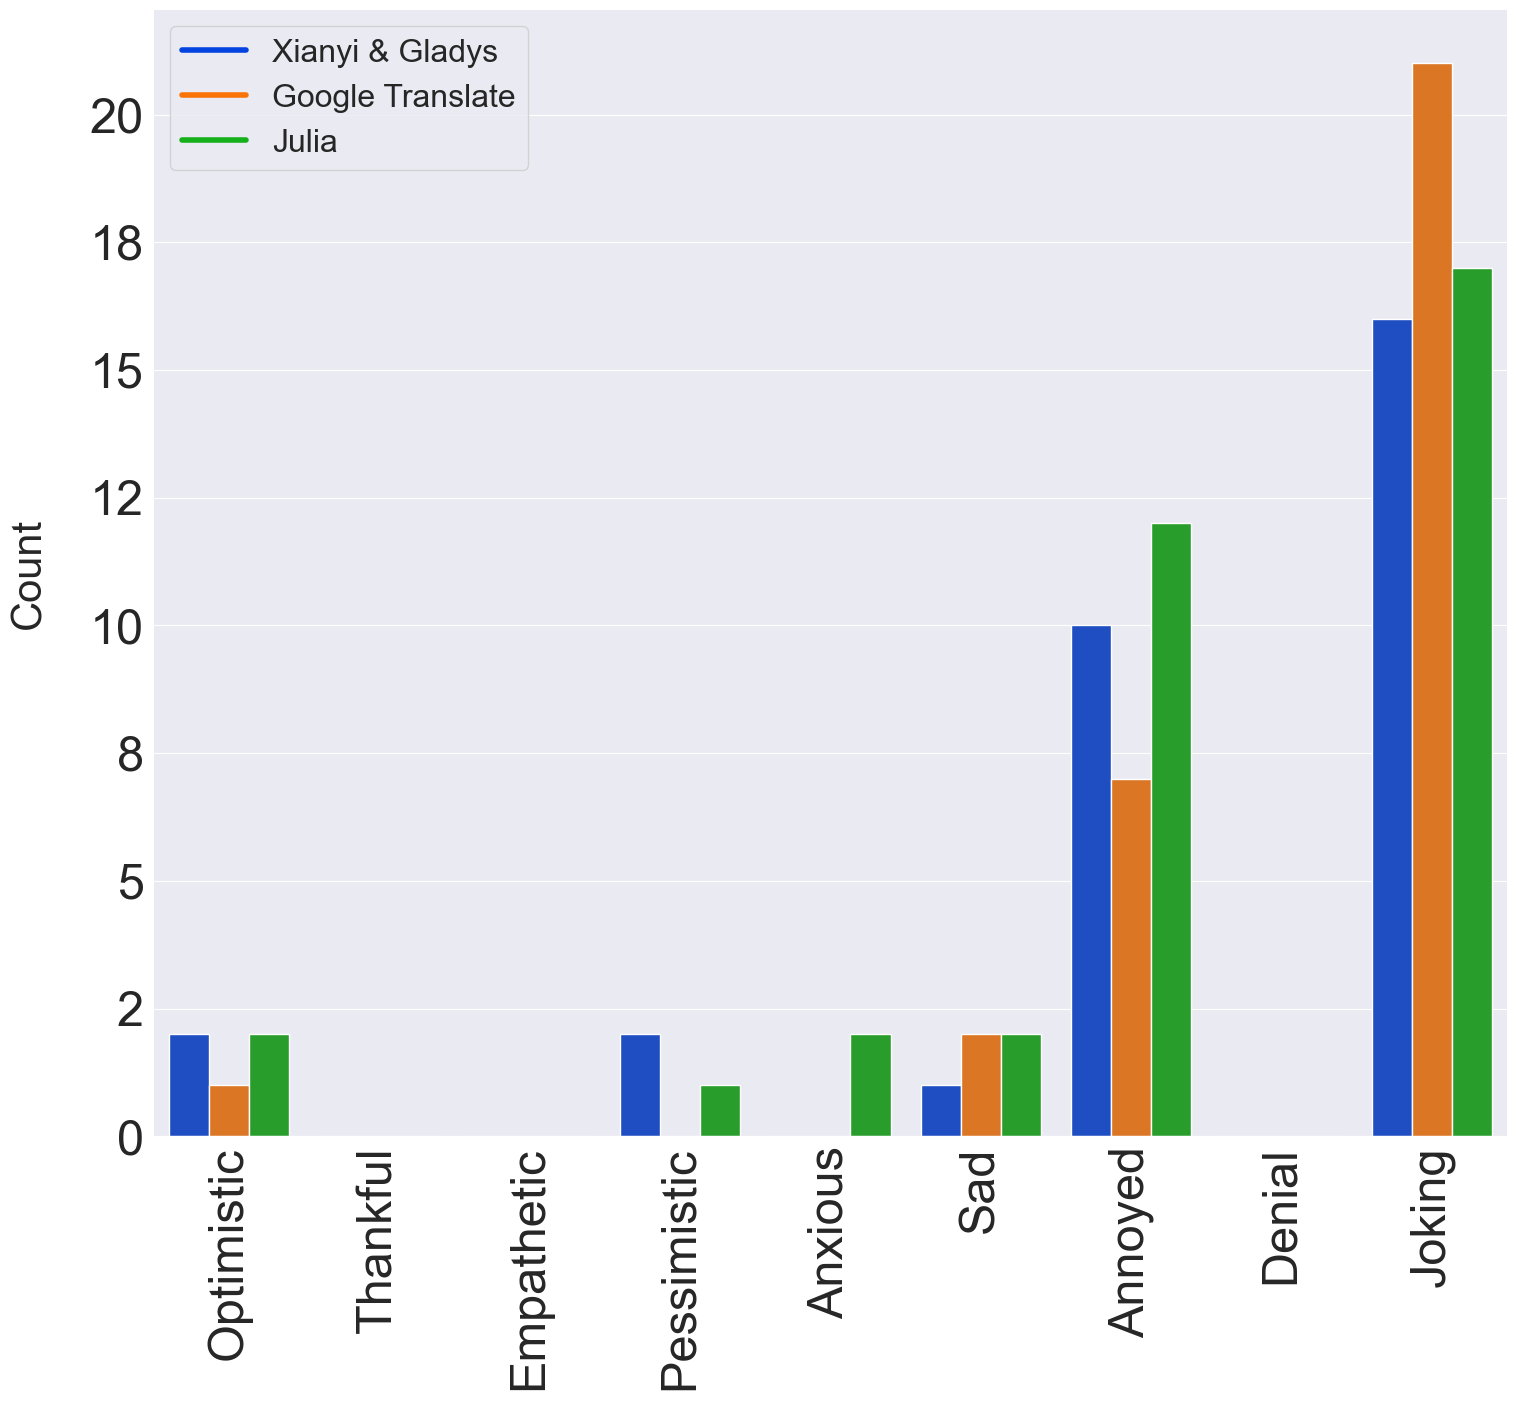 Xianyi & Gladys
Google Translate
Julia
Count
20
18
15
12
10
8
5
2
0
Optimistic
Thankful
Empathetic
Pessimistic
Anxious
Sad
Annoyed
Denial
Joking